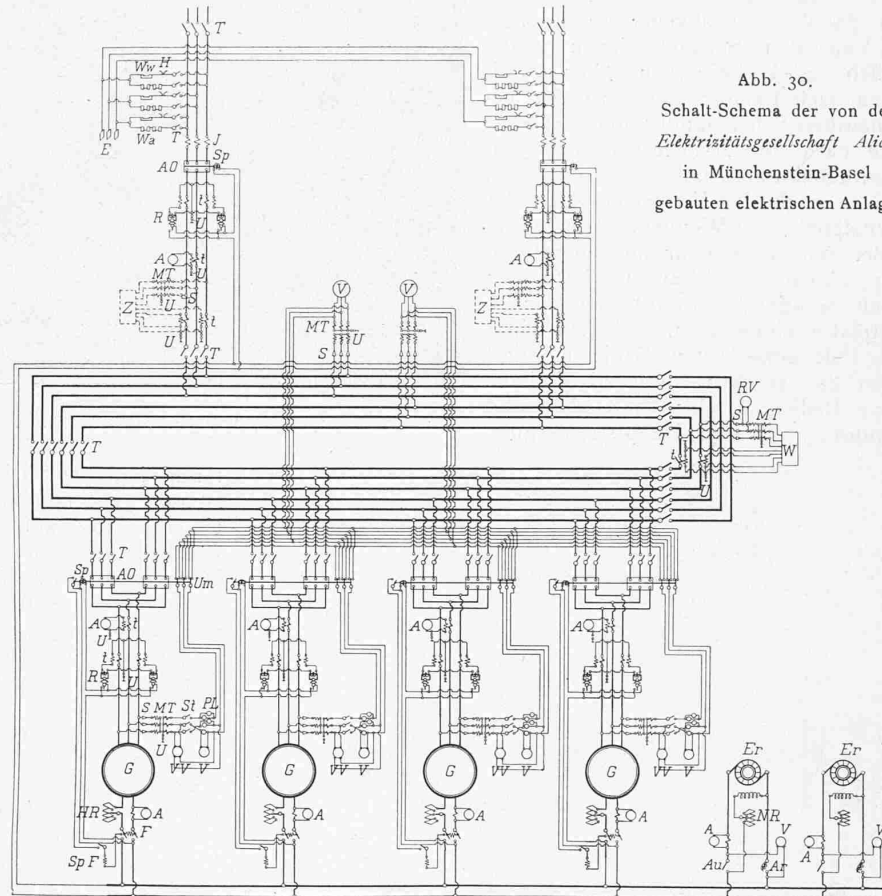 Abb. 30.
Schalt-Schema der von de
Elektrizitätsgesellschaft Alio
in Münchenstein-Basel
gebauten elektrischen Anlag
T
Ww H
Wa T J
E
AO Sp
t
R U
A t
MT U
Z S
U t
T
V V
MT U
S
Z
A
T
T
RV
S MT
W
t
U
T
Sp AO Um
A t
U
t
R U
S MT St PL
U V V
G
HR A
F
Sp F
A
V V
G
A
A
V V
G
A
A
V V
G
A
Er Er
NR
A V
Au Ar
A V